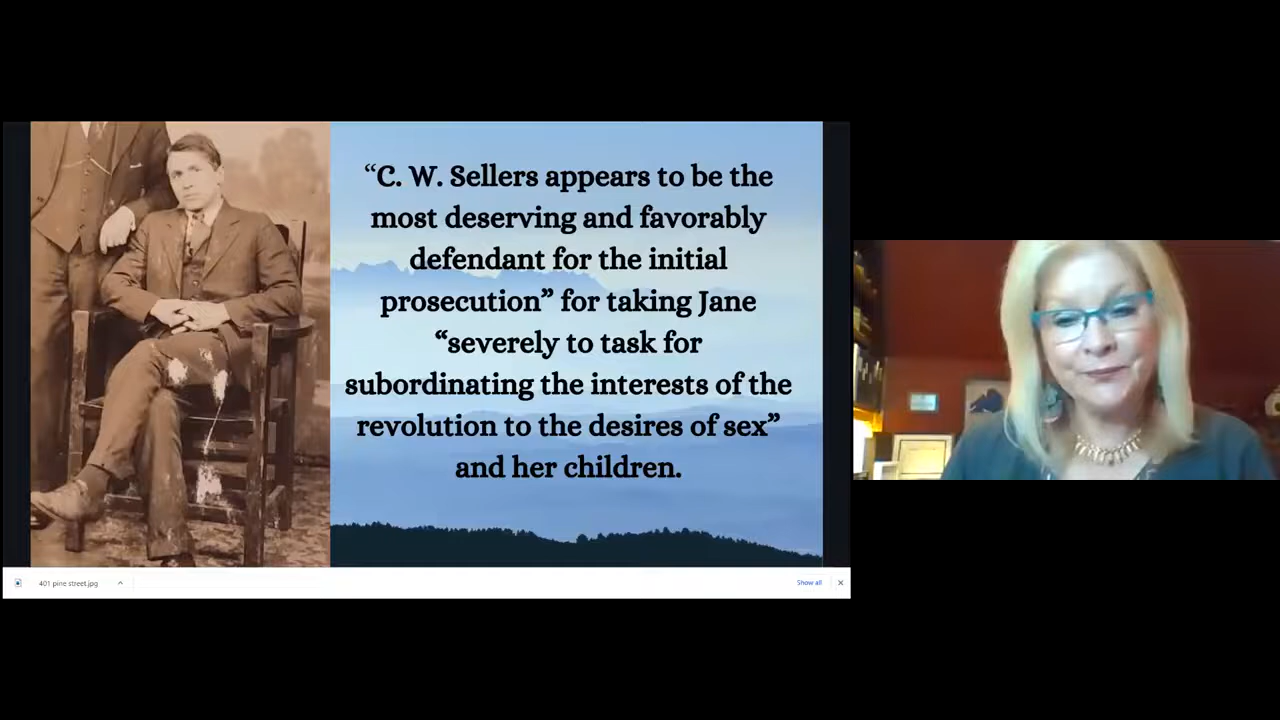 “C. W. Sellers appears to be the
most deserving and favorably
defendant for the initial
prosecution” for taking Jane
“severely to task for
subordinating the interests of the
revolution to the desires of sex”
and her children.
401 pine street.jpg
Show all